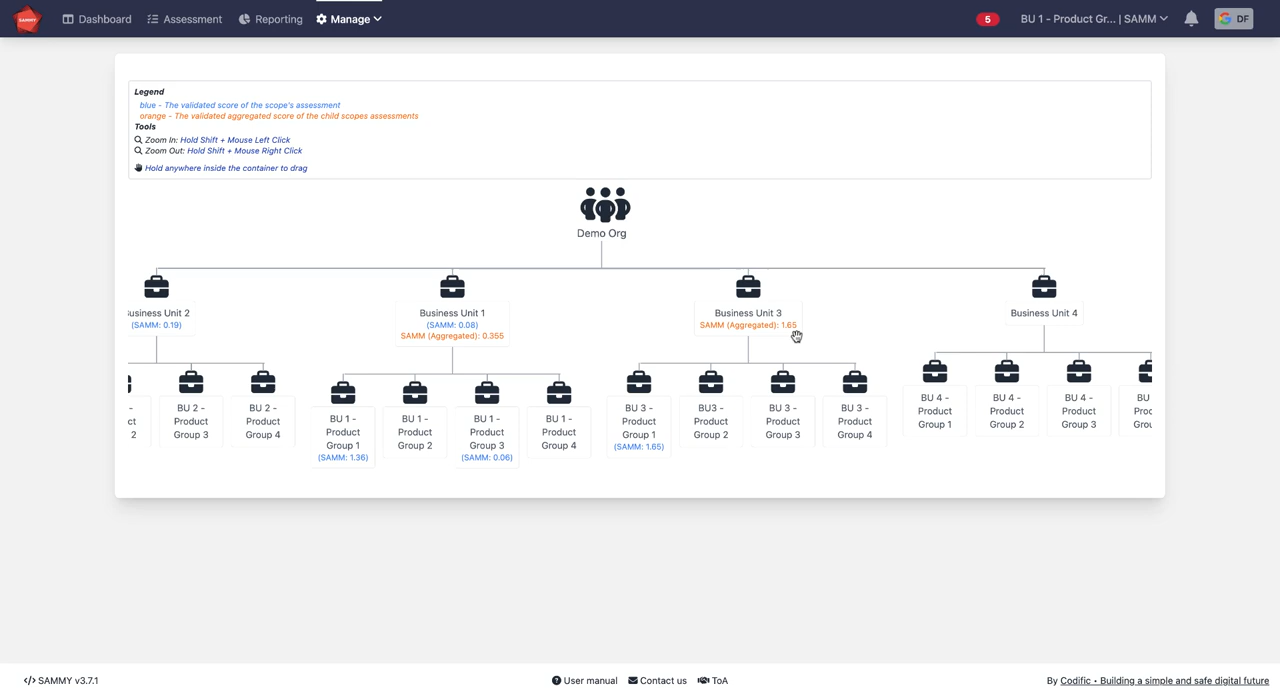 SAMMY
Dashboard
Assessment
Reporting
Manage
5
BU 1 - Product Gr... | SAMM
DF
Legend
blue - The validated score of the scope's assessment
orange - The validated aggregated score of the child scopes assessments
Tools
Zoom In: Hold Shift + Mouse Left Click
Zoom Out: Hold Shift + Mouse Right Click
Hold anywhere inside the container to drag
Demo Org
usiness Unit 2
(SAMM: 0.19)
Business Unit 1
(SAMM: 0.08)
SAMM (Aggregated): 0.355
Business Unit 3
SAMM (Aggregated): 1.65
Business Unit 4
-
ct
2
BU 2 -
Product
Group 3
BU 2 -
Product
Group 4
BU 1 -
Product
Group 1
(SAMM: 1.36)
BU 1 -
Product
Group 2
BU 1 -
Product
Group 3
(SAMM: 0.06)
BU 1 -
Product
Group 4
BU 3 -
Product
Group 1
(SAMM: 1.65)
BU3 -
Product
Group 2
BU 3 -
Product
Group 3
BU 3 -
Product
Group 4
BU 4 -
Product
Group 1
BU 4 -
Product
Group 2
BU 4 -
Product
Group 3
BU
Proc
Grou
</> SAMMY v3.7.1
User manual
Contact us
ToA
By Codific • Building a simple and safe digital future